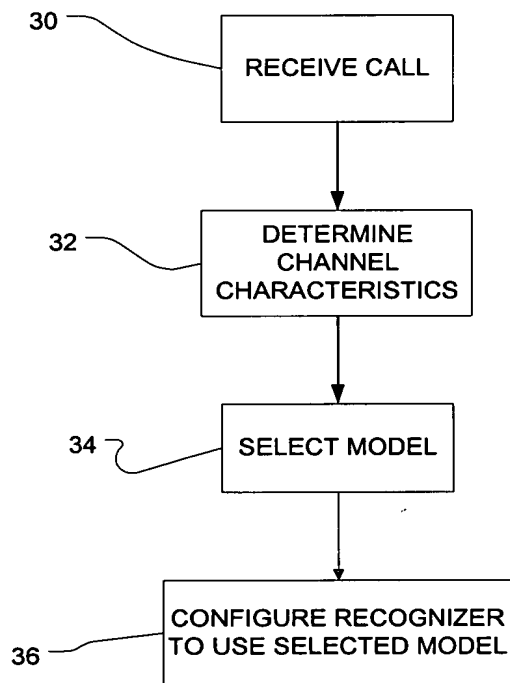 30
RECEIVE CALL
32
DETERMINE
CHANNEL
CHARACTERISTICS
34
SELECT MODEL
36
CONFIGURE RECOGNIZER
TO USE SELECTED MODEL